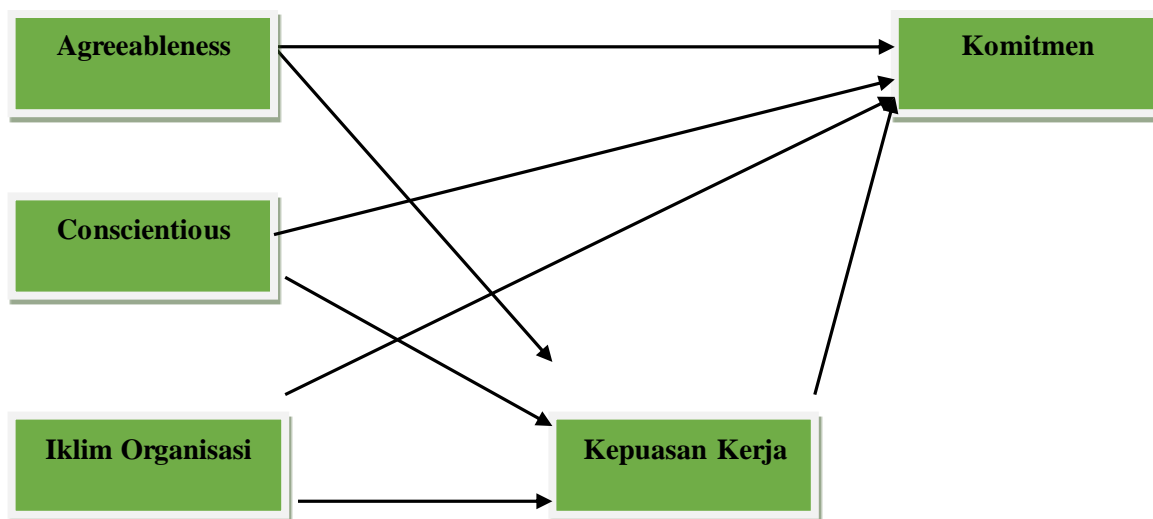 Agreeableness
Komitmen
Conscientious
Iklim Organisasi
Kepuasan Kerja